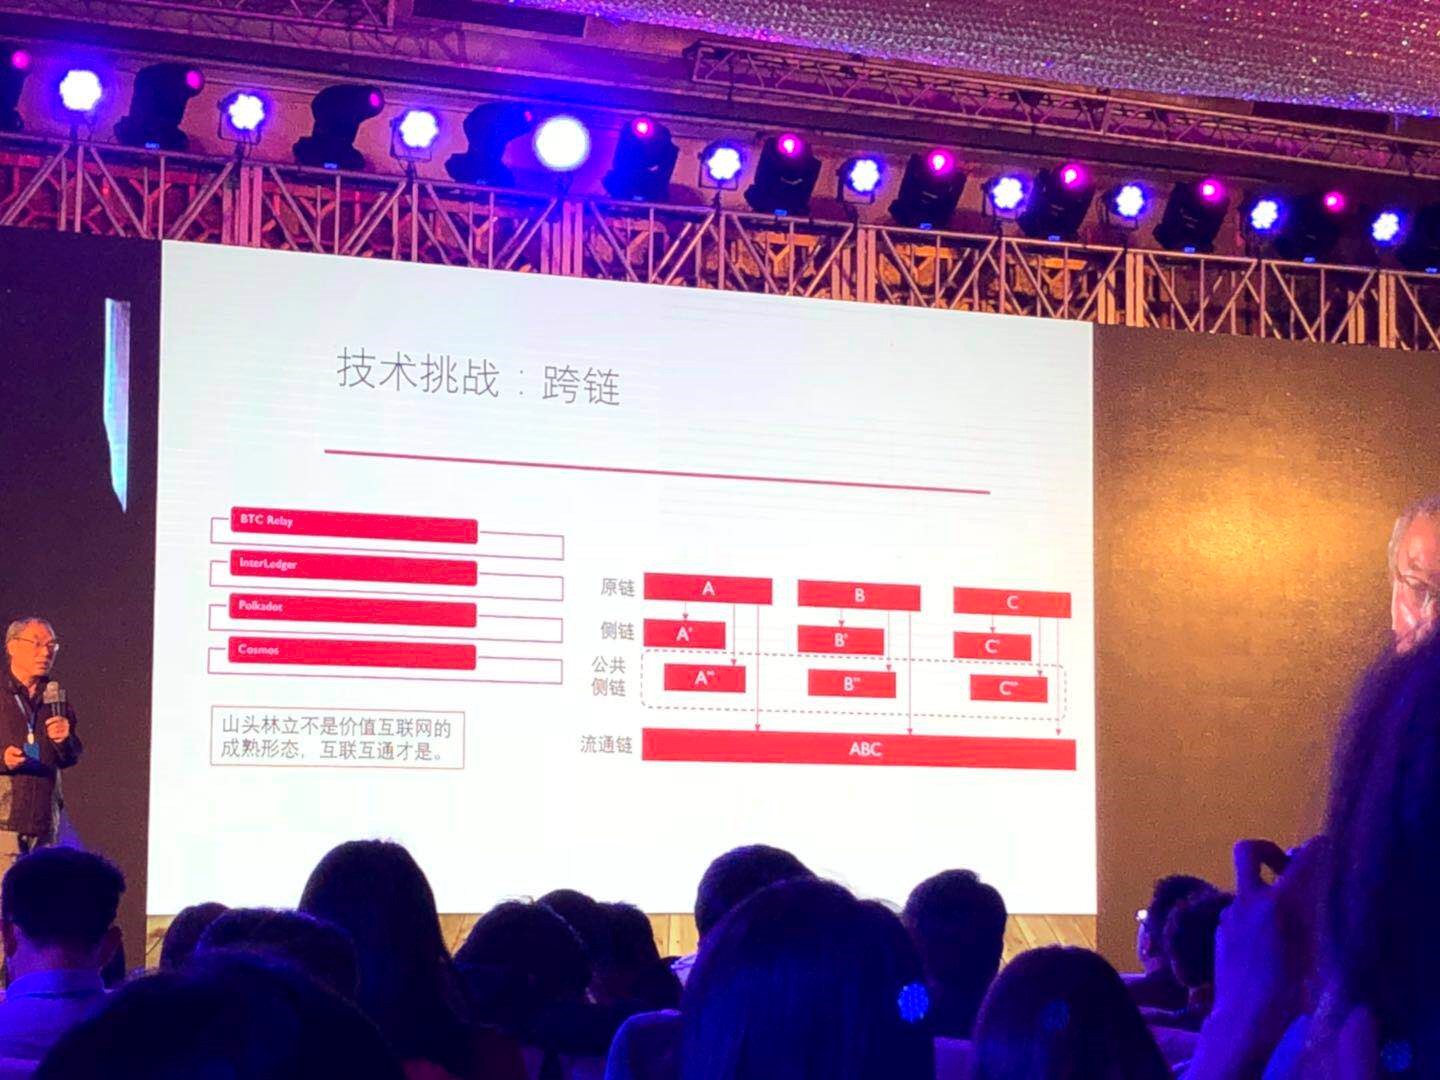 技术挑战：跨链
BTC Relay
InterLedger
Polkadot
Cosmos
山头林立不是价值互联网的
成熟形态，互联互通才是。
原链 A B C
侧链 A' B' C'
公共
侧链 A'' B'' C''
流通链 ABC